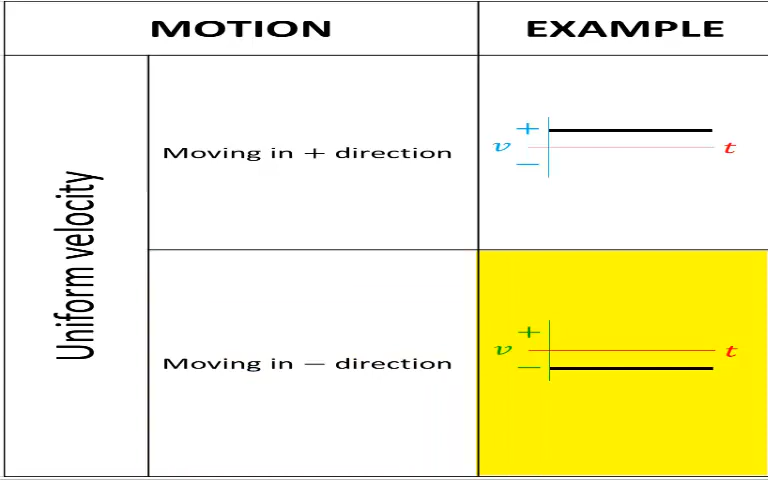 MOTION
EXAMPLE
Uniform velocity
Moving in + direction
+
v
t
−
Moving in − direction
+
v
t
−